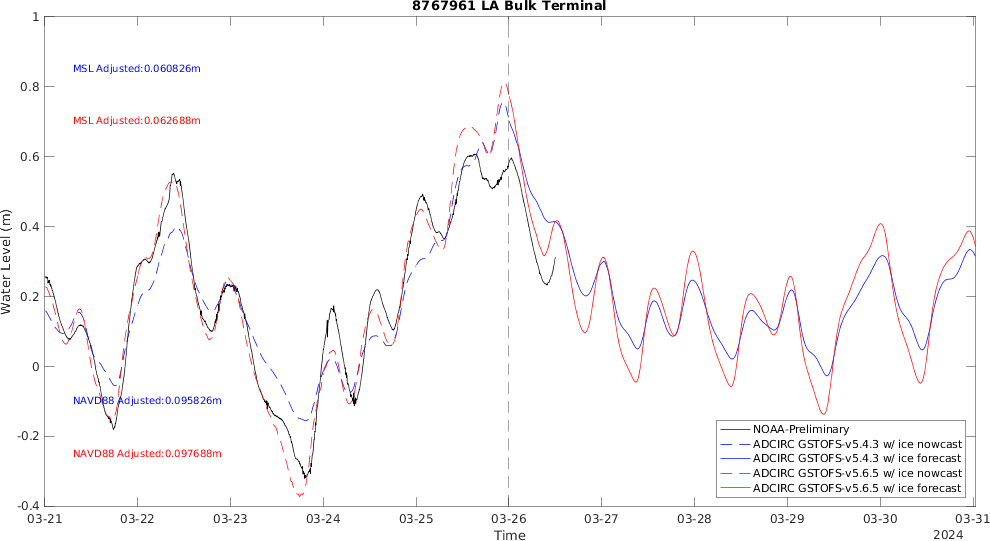 8767961 LA Bulk Terminal
1
0.8
0.6
0.4
0.2
0
-0.2
-0.4
Water Level (m)
MSL Adjusted:0.060826m
MSL Adjusted:0.062688m
NAVD88 Adjusted:0.095826m
NAVD88 Adjusted:0.097688m
NOAA-Preliminary
ADCIRC GSTOFS-v5.4.3 w/ ice nowcast
ADCIRC GSTOFS-v5.4.3 w/ ice forecast
ADCIRC GSTOFS-v5.6.5 w/ ice nowcast
ADCIRC GSTOFS-v5.6.5 w/ ice forecast
03-21 03-22 03-23 03-24 03-25 03-26 03-27 03-28 03-29 03-30 03-31
Time
2024